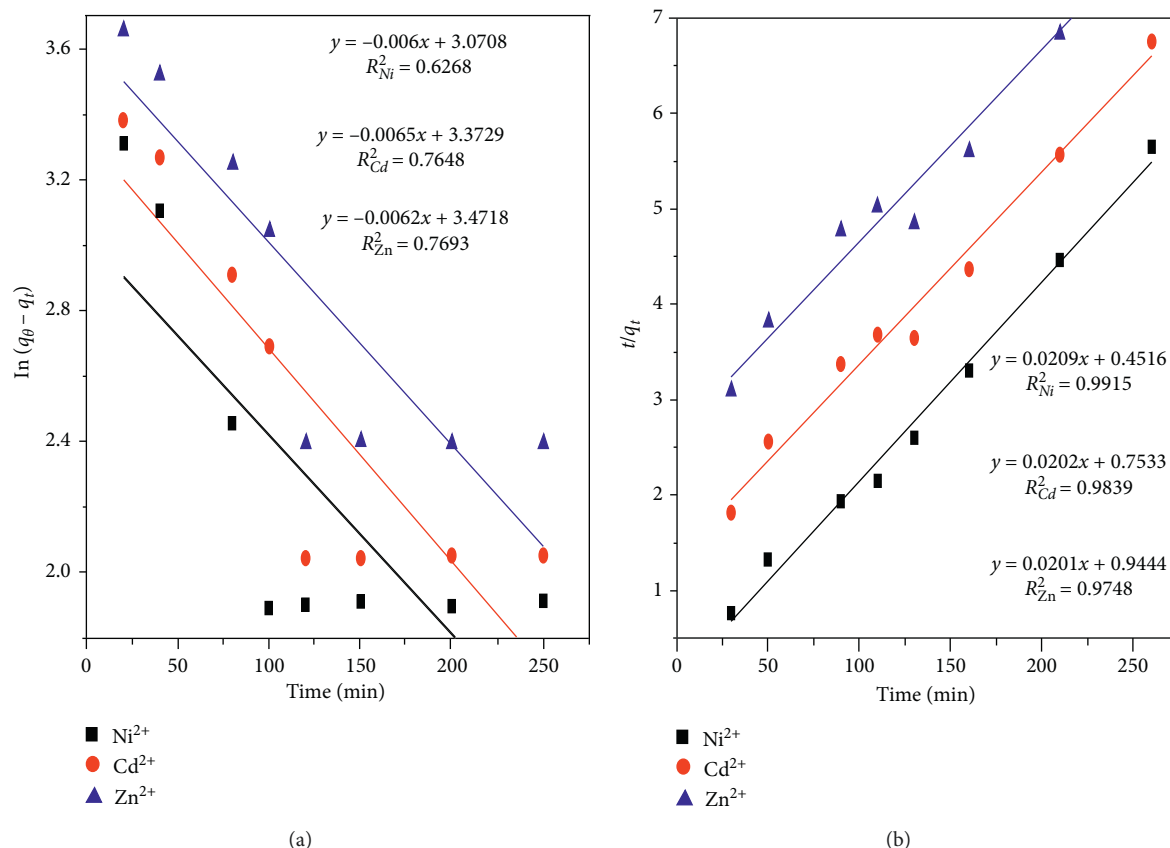 3.6
3.2
2.8
2.4
2.0
ln (qθ – qt)
y = –0.006x + 3.0708
R²Ni = 0.6268
y = –0.0065x + 3.3729
R²Cd = 0.7648
y = –0.0062x + 3.4718
R²Zn = 0.7693
0 50 100 150 200 250
Time (min)
Ni²⁺
Cd²⁺
Zn²⁺
(a)
7
6
5
4
3
2
1
t/qt
y = 0.0209x + 0.4516
R²Ni = 0.9915
y = 0.0202x + 0.7533
R²Cd = 0.9839
y = 0.0201x + 0.9444
R²Zn = 0.9748
0 50 100 150 200 250
Time (min)
Ni²⁺
Cd²⁺
Zn²⁺
(b)